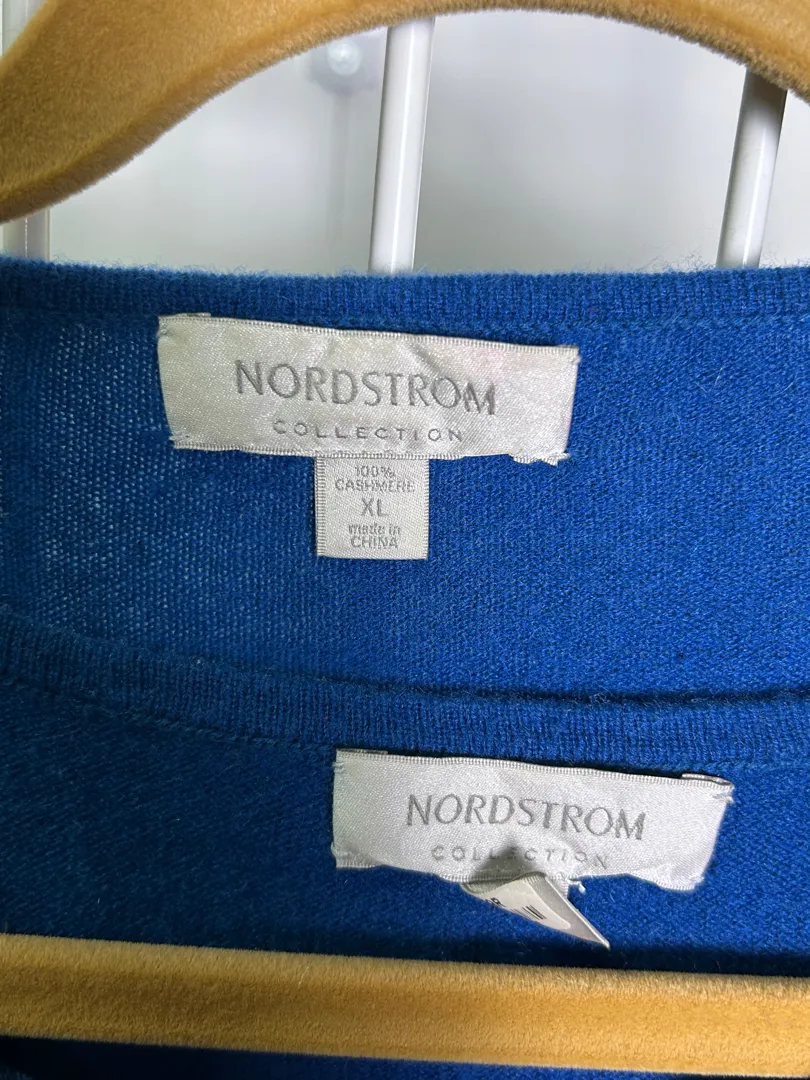 NORDSTROM
COLLECTION
100%
CASHMERE
XL
made in
CHINA
NORDSTROM
COLLECTION